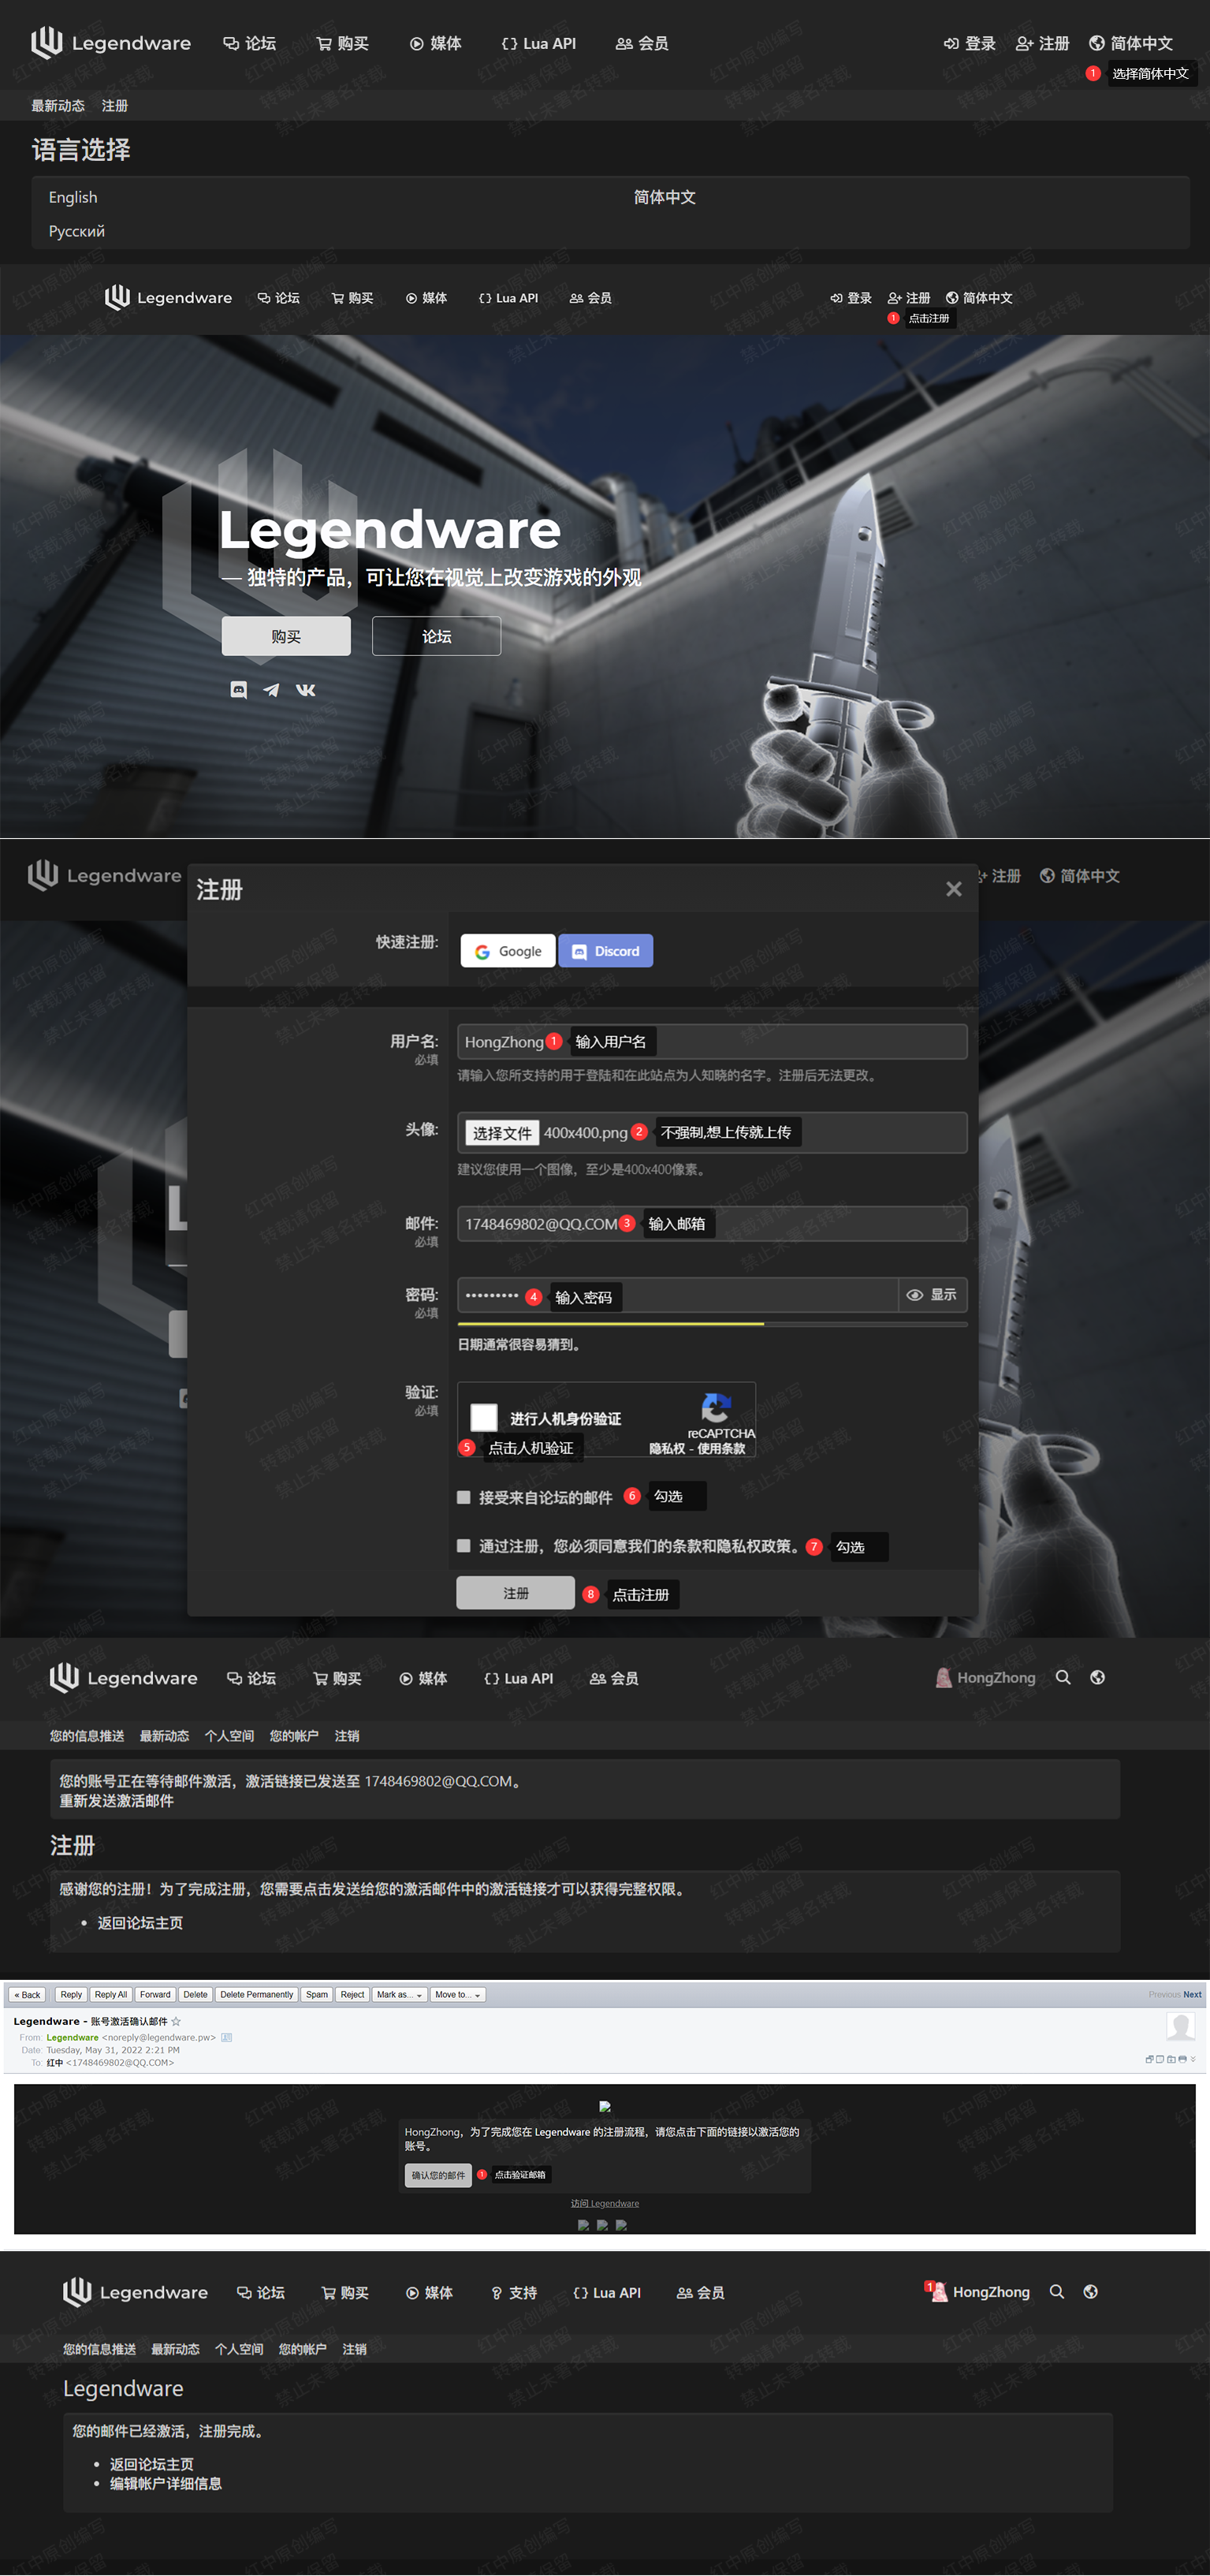 Legendware 论坛 购买 媒体 Lua API 会员 登录 注册 简体中文
1 选择简体中文
最新动态 注册
语言选择
English 简体中文
Русский
Legendware 论坛 购买 媒体 Lua API 会员 登录 注册 简体中文
1 点击注册
Legendware
— 独特的产品，可让您在视觉上改变游戏的外观
购买 论坛
Legendware 注册 简体中文
注册
快速注册: Google Discord
用户名: HongZhong 1 输入用户名
必填
请输入您所支持的用于登陆和在此站点为人知晓的名字。注册后无法更改。
头像: 选择文件 400x400.png 2 不强制,想上传就上传
建议您使用一个图像，至少是400x400像素。
邮件: 1748469802@QQ.COM 3 输入邮箱
必填
密码: ••••••••• 4 输入密码 显示
必填
日期通常很容易猜到。
验证:
必填
进行人机身份验证
reCAPTCHA
5 点击人机验证 隐私权 - 使用条款
接受来自论坛的邮件 6 勾选
通过注册，您必须同意我们的条款和隐私权政策。 7 勾选
注册 8 点击注册
Legendware 论坛 购买 媒体 Lua API 会员 HongZhong
您的信息推送 最新动态 个人空间 您的帐户 注销
您的账号正在等待邮件激活，激活链接已发送至 1748469802@QQ.COM。
重新发送激活邮件
注册
感谢您的注册！为了完成注册，您需要点击发送给您的激活邮件中的激活链接才可以获得完整权限。
• 返回论坛主页
« Back Reply Reply All Forward Delete Delete Permanently Spam Reject Mark as... Move to... Previous Next
Legendware - 账号激活确认邮件 ☆
From: Legendware <noreply@legendware.pw>
Date: Tuesday, May 31, 2022 2:21 PM
To: 红中 <1748469802@QQ.COM>
HongZhong，为了完成您在 Legendware 的注册流程，请您点击下面的链接以激活您的
账号。
确认您的邮件 1 点击验证邮箱
访问 Legendware
Legendware 论坛 购买 媒体 支持 Lua API 会员 1 HongZhong
您的信息推送 最新动态 个人空间 您的帐户 注销
Legendware
您的邮件已经激活，注册完成。
• 返回论坛主页
• 编辑帐户详细信息
红中原创编写
转载请保留
禁止未署名转载